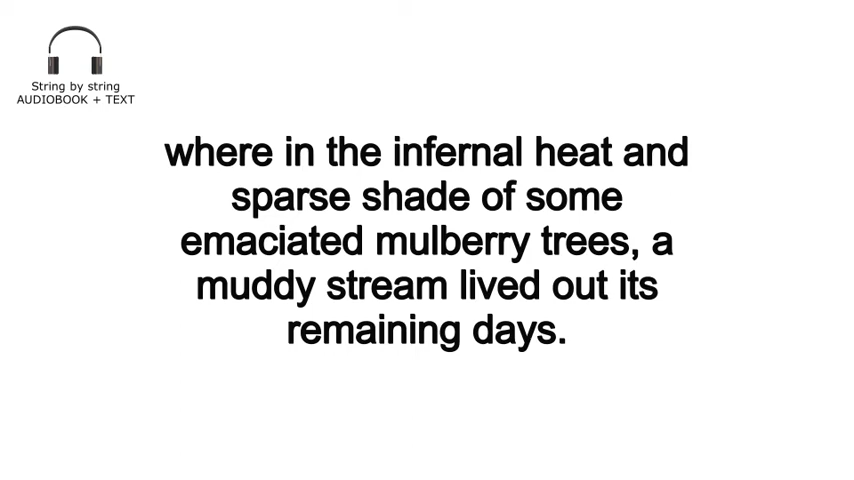 String by string
AUDIOBOOK + TEXT
where in the infernal heat and
sparse shade of some
emaciated mulberry trees, a
muddy stream lived out its
remaining days.